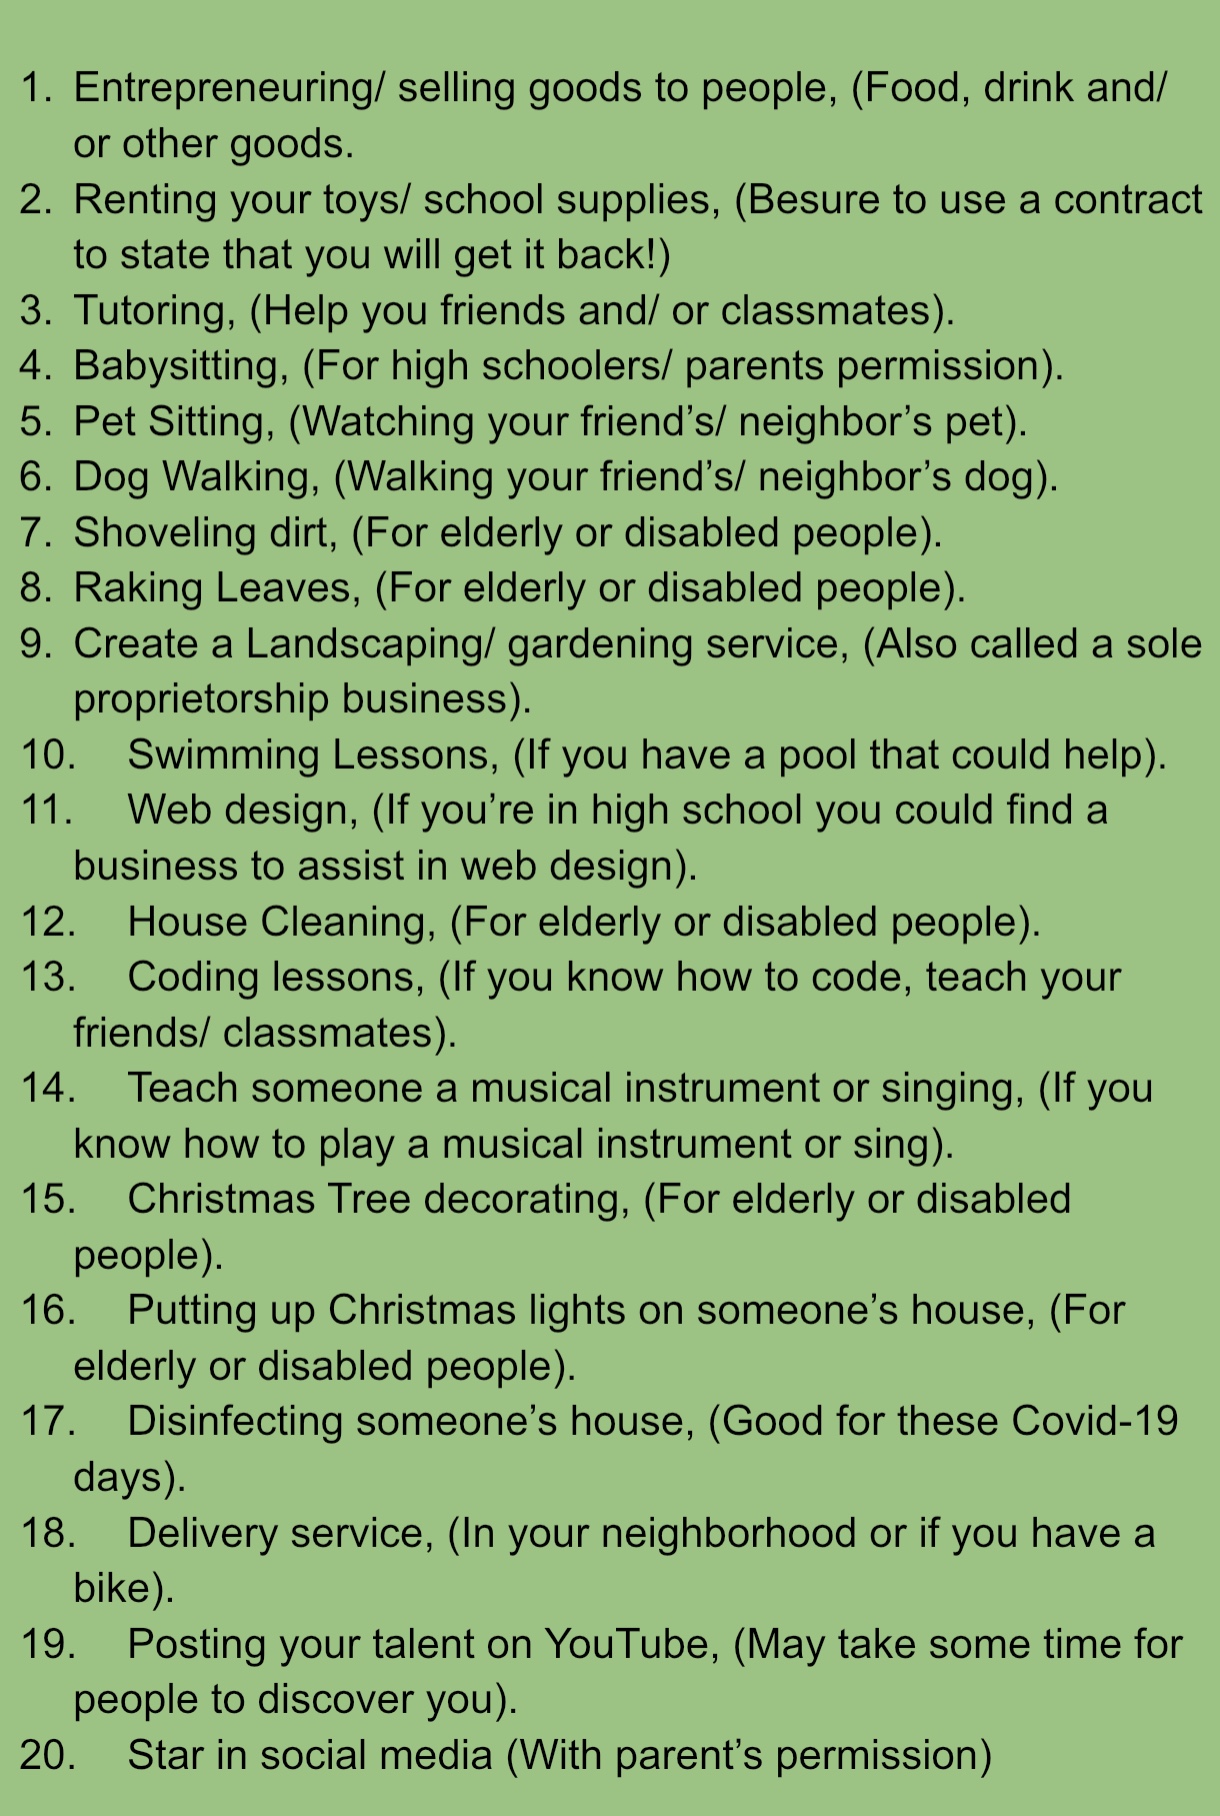 1. Entrepreneuring/ selling goods to people, (Food, drink and/
or other goods.
2. Renting your toys/ school supplies, (Besure to use a contract
to state that you will get it back!)
3. Tutoring, (Help you friends and/ or classmates).
4. Babysitting, (For high schoolers/ parents permission).
5. Pet Sitting, (Watching your friend’s/ neighbor’s pet).
6. Dog Walking, (Walking your friend’s/ neighbor’s dog).
7. Shoveling dirt, (For elderly or disabled people).
8. Raking Leaves, (For elderly or disabled people).
9. Create a Landscaping/ gardening service, (Also called a sole
proprietorship business).
10. Swimming Lessons, (If you have a pool that could help).
11. Web design, (If you’re in high school you could find a
business to assist in web design).
12. House Cleaning, (For elderly or disabled people).
13. Coding lessons, (If you know how to code, teach your
friends/ classmates).
14. Teach someone a musical instrument or singing, (If you
know how to play a musical instrument or sing).
15. Christmas Tree decorating, (For elderly or disabled
people).
16. Putting up Christmas lights on someone’s house, (For
elderly or disabled people).
17. Disinfecting someone’s house, (Good for these Covid-19
days).
18. Delivery service, (In your neighborhood or if you have a
bike).
19. Posting your talent on YouTube, (May take some time for
people to discover you).
20. Star in social media (With parent’s permission)